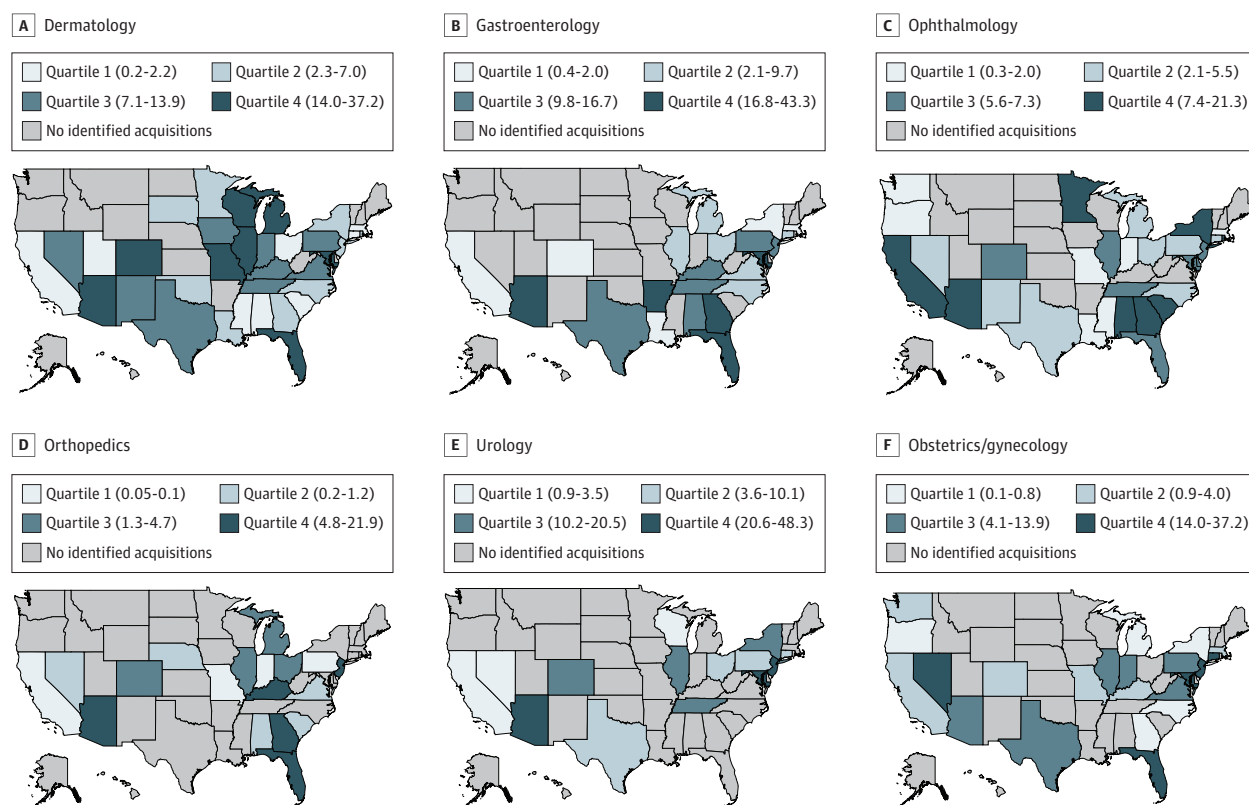 A Dermatology
Quartile 1 (0.2-2.2) Quartile 2 (2.3-7.0)
Quartile 3 (7.1-13.9) Quartile 4 (14.0-37.2)
No identified acquisitions
B Gastroenterology
Quartile 1 (0.4-2.0) Quartile 2 (2.1-9.7)
Quartile 3 (9.8-16.7) Quartile 4 (16.8-43.3)
No identified acquisitions
C Ophthalmology
Quartile 1 (0.3-2.0) Quartile 2 (2.1-5.5)
Quartile 3 (5.6-7.3) Quartile 4 (7.4-21.3)
No identified acquisitions
D Orthopedics
Quartile 1 (0.05-0.1) Quartile 2 (0.2-1.2)
Quartile 3 (1.3-4.7) Quartile 4 (4.8-21.9)
No identified acquisitions
E Urology
Quartile 1 (0.9-3.5) Quartile 2 (3.6-10.1)
Quartile 3 (10.2-20.5) Quartile 4 (20.6-48.3)
No identified acquisitions
F Obstetrics/gynecology
Quartile 1 (0.1-0.8) Quartile 2 (0.9-4.0)
Quartile 3 (4.1-13.9) Quartile 4 (14.0-37.2)
No identified acquisitions